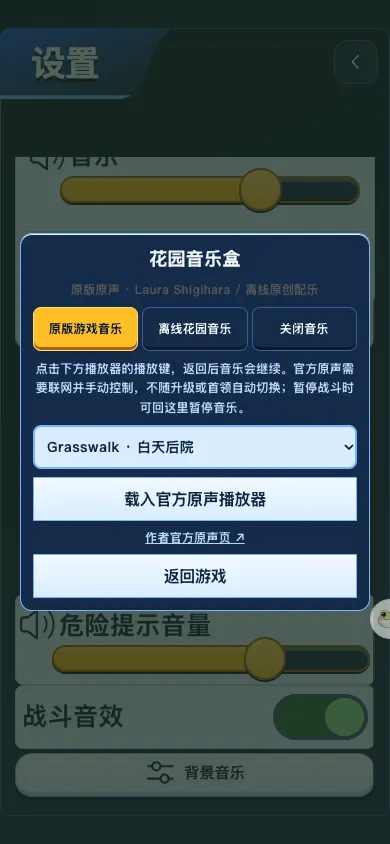 设置
音乐
花园音乐盒
原版原声 · Laura Shigihara / 离线原创配乐
原版游戏音乐
离线花园音乐
关闭音乐
点击下方播放器的播放键，返回后音乐会继续。官方原声需
要联网并手动控制，不随升级或首领自动切换；暂停战斗时
可回这里暂停音乐。
Grasswalk · 白天后院
载入官方原声播放器
作者官方原声页 ↗
返回游戏
危险提示音量
战斗音效
背景音乐